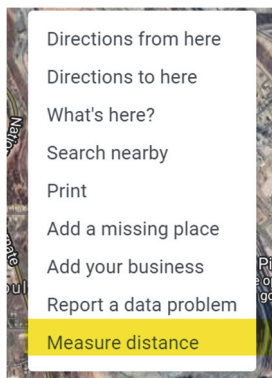 Directions from here
Directions to here
What's here?
Search nearby
Print
Add a missing place
Add your business
Report a data problem
Measure distance